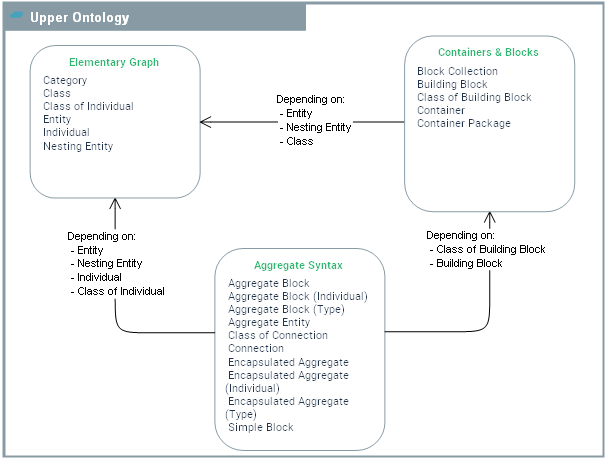 Upper Ontology
Elementary Graph
Category
Class
Class of Individual
Entity
Individual
Nesting Entity
Depending on:
- Entity
- Nesting Entity
- Class
Containers & Blocks
Block Collection
Building Block
Class of Building Block
Container
Container Package
Depending on:
- Entity
- Nesting Entity
- Individual
- Class of Individual
Depending on:
- Class of Building Block
- Building Block
Aggregate Syntax
Aggregate Block
Aggregate Block (Individual)
Aggregate Block (Type)
Aggregate Entity
Class of Connection
Connection
Encapsulated Aggregate
Encapsulated Aggregate
(Individual)
Encapsulated Aggregate
(Type)
Simple Block